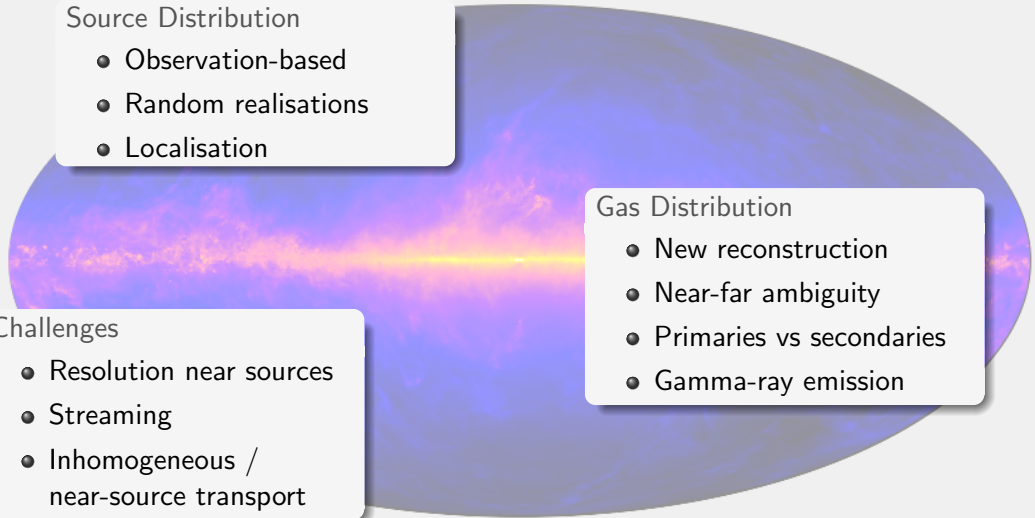 Source Distribution
Observation-based
Random realisations
Localisation
Gas Distribution
New reconstruction
Near-far ambiguity
Primaries vs secondaries
Gamma-ray emission
Challenges
Resolution near sources
Streaming
Inhomogeneous /
near-source transport